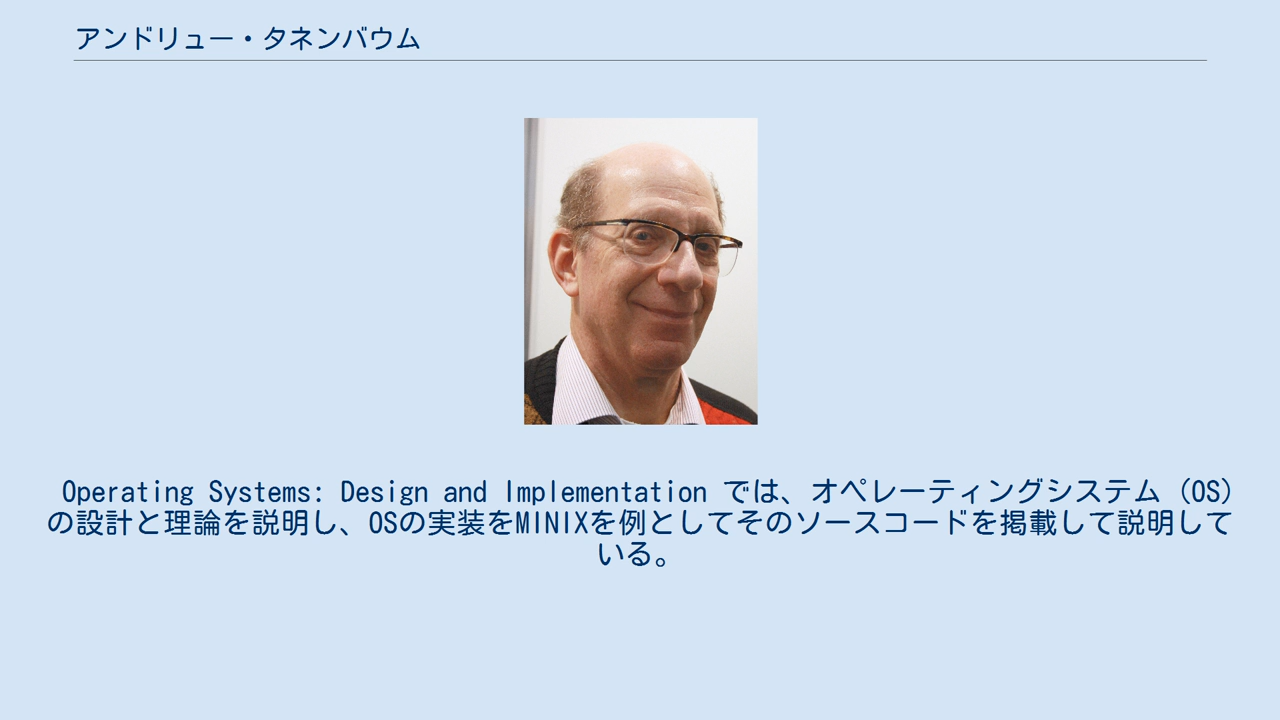 アンドリュー・タネンバウム
Operating Systems: Design and Implementation では、オペレーティングシステム（OS）
の設計と理論を説明し、OSの実装をMINIXを例としてそのソースコードを掲載して説明して
いる。